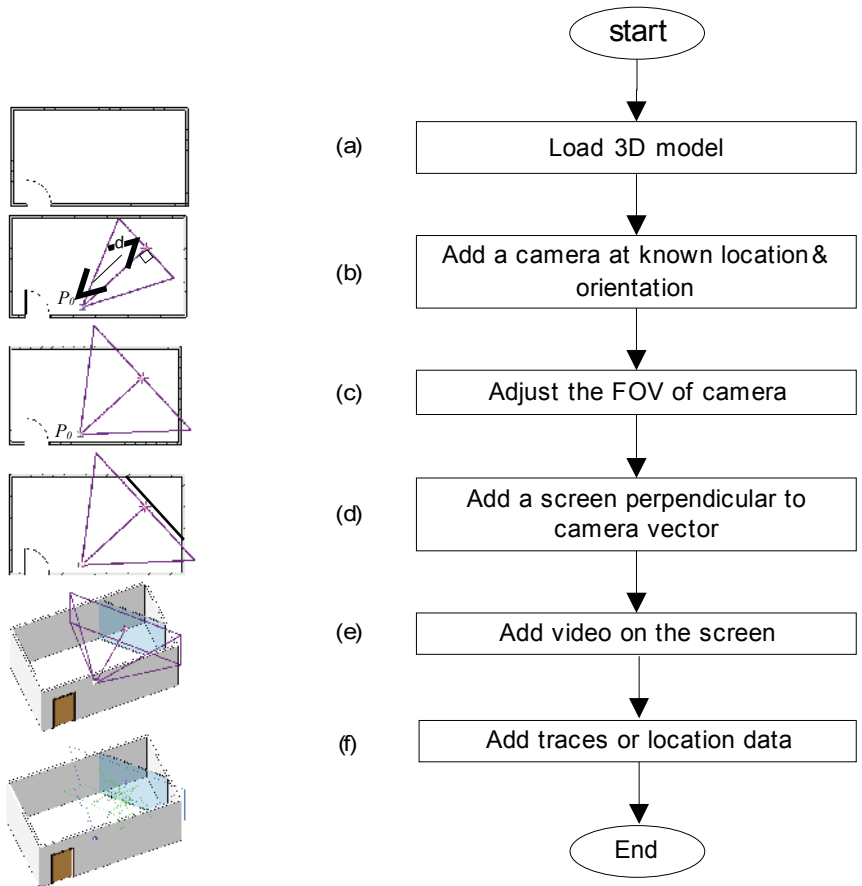 start
(a)
Load 3D model
d
P₀
(b)
Add a camera at known location &
orientation
P₀
(c)
Adjust the FOV of camera
(d)
Add a screen perpendicular to
camera vector
(e)
Add video on the screen
(f)
Add traces or location data
End